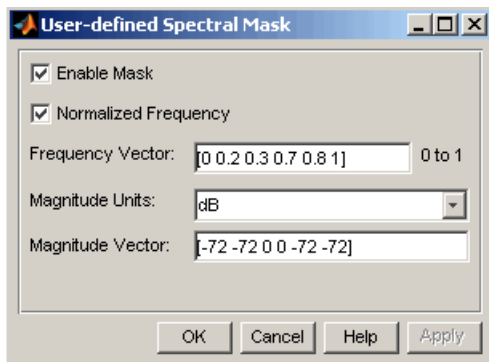 User-defined Spectral Mask
Enable Mask
Normalized Frequency
Frequency Vector: [0 0.2 0.3 0.7 0.8 1] 0 to 1
Magnitude Units: dB
Magnitude Vector: [-72 -72 0 0 -72 -72]
OK Cancel Help Apply